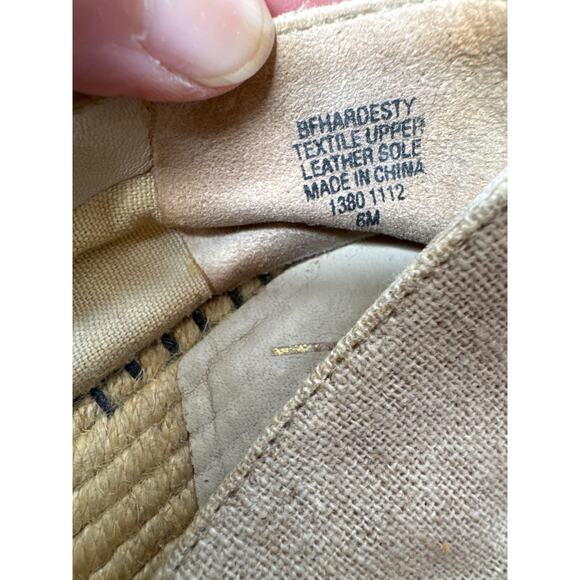 BFHARDESTY
TEXTILE UPPER
LEATHER SOLE
MADE IN CHINA
1380 1112
6M